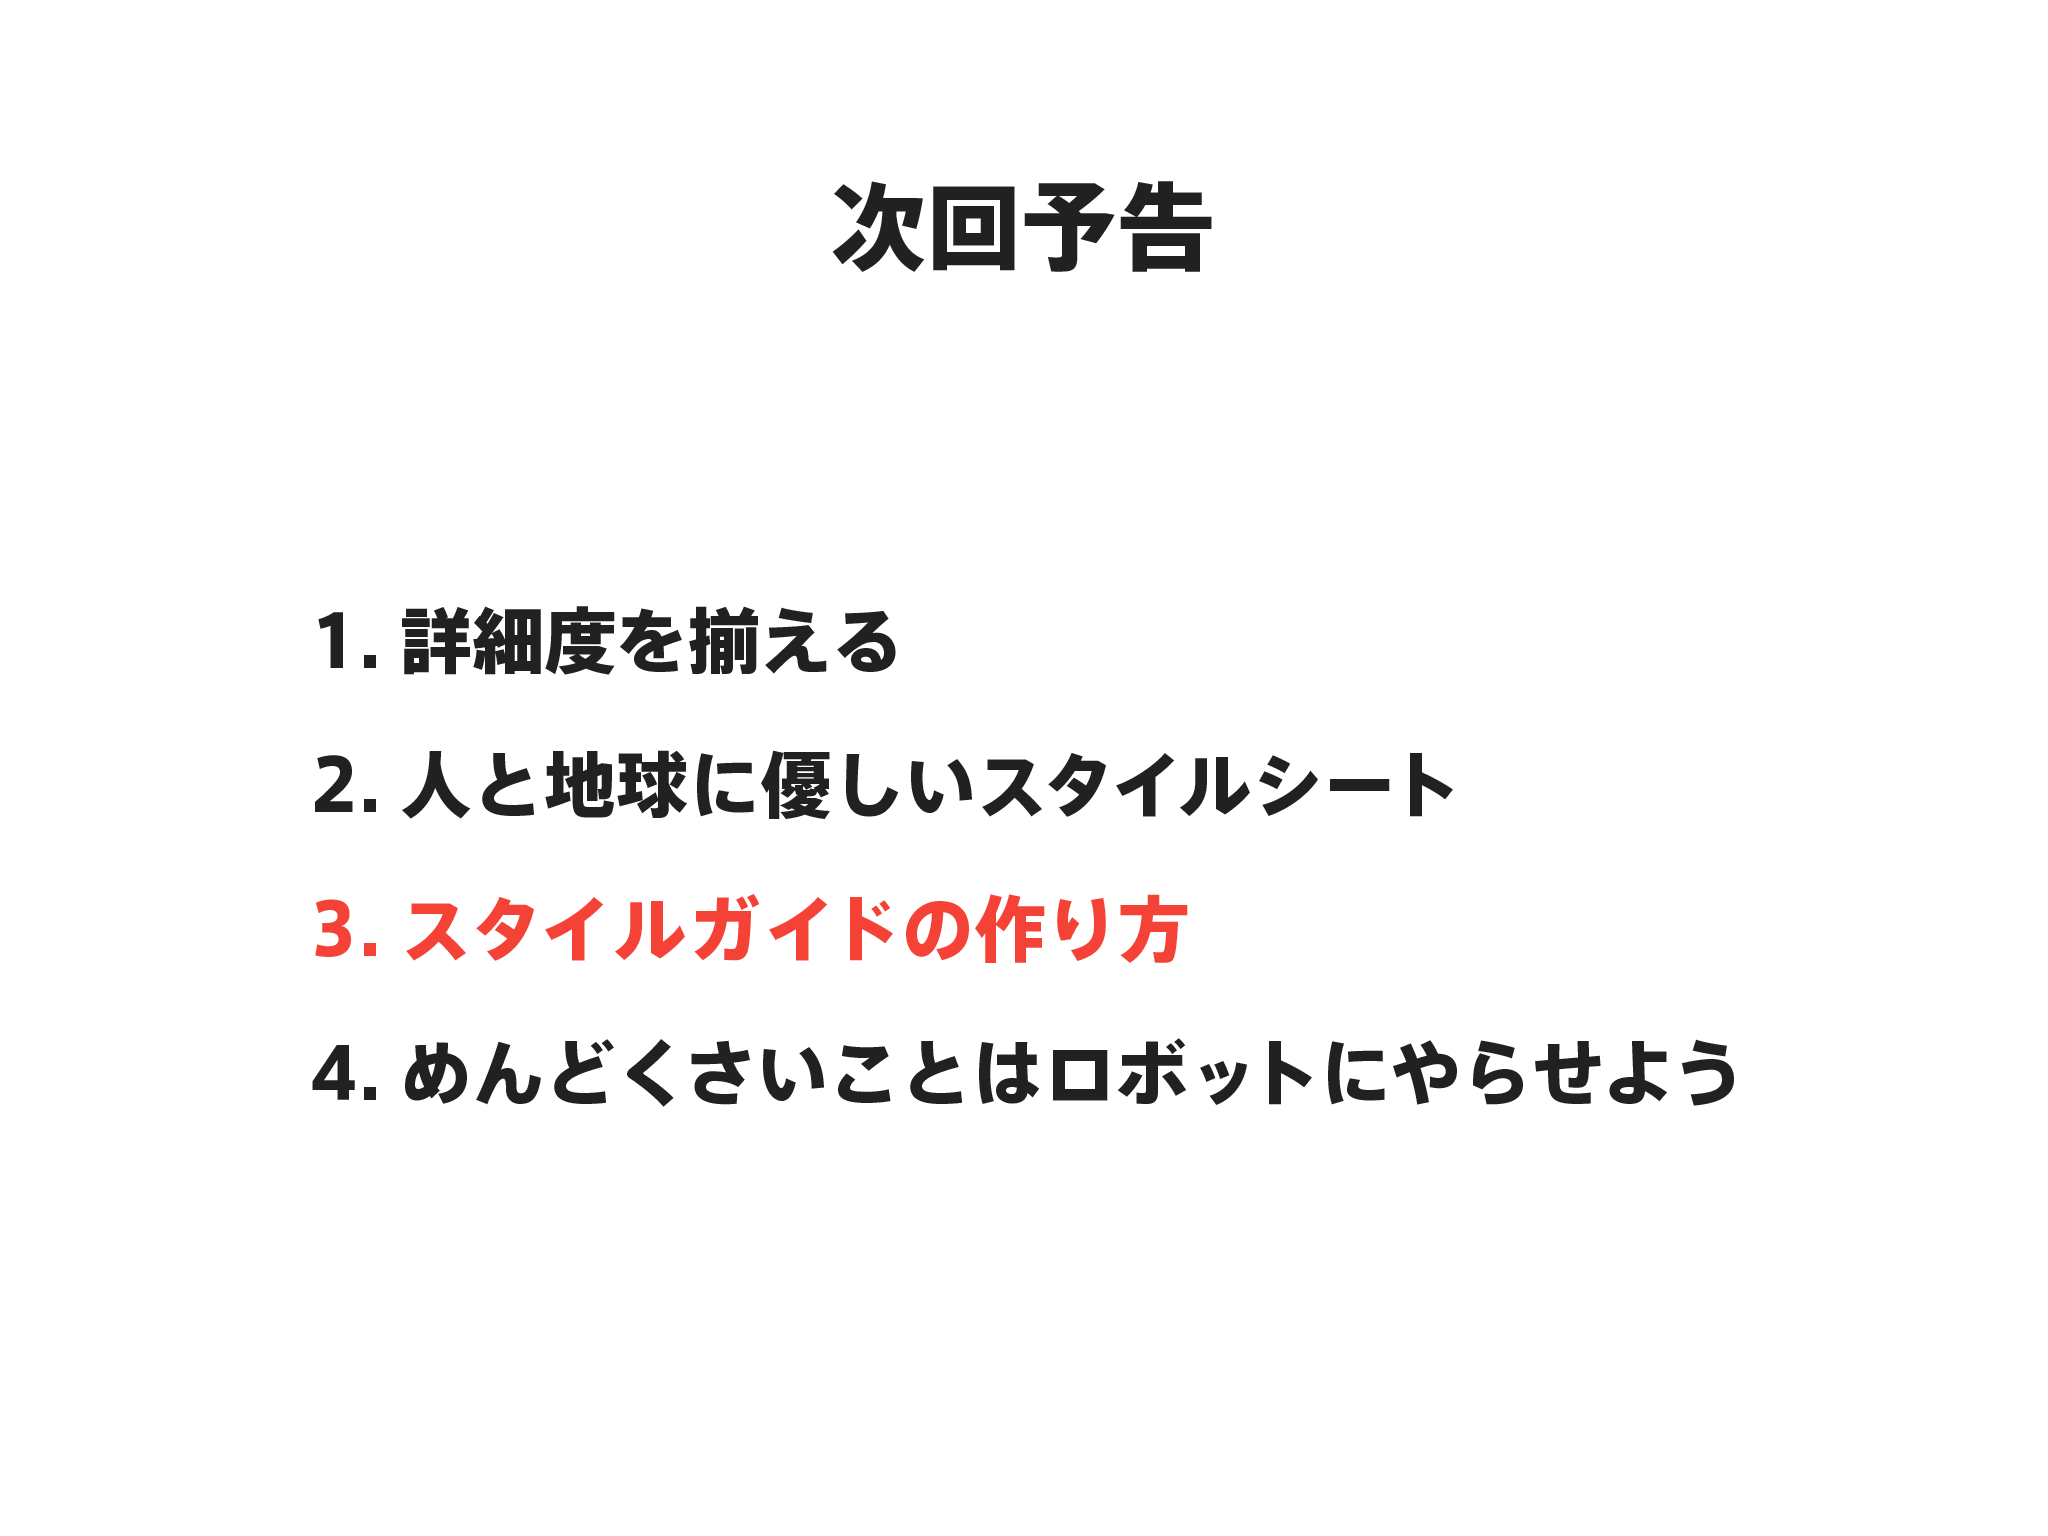 次回予告
1. 詳細度を揃える
2. 人と地球に優しいスタイルシート
3. スタイルガイドの作り方
4. めんどくさいことはロボットにやらせよう